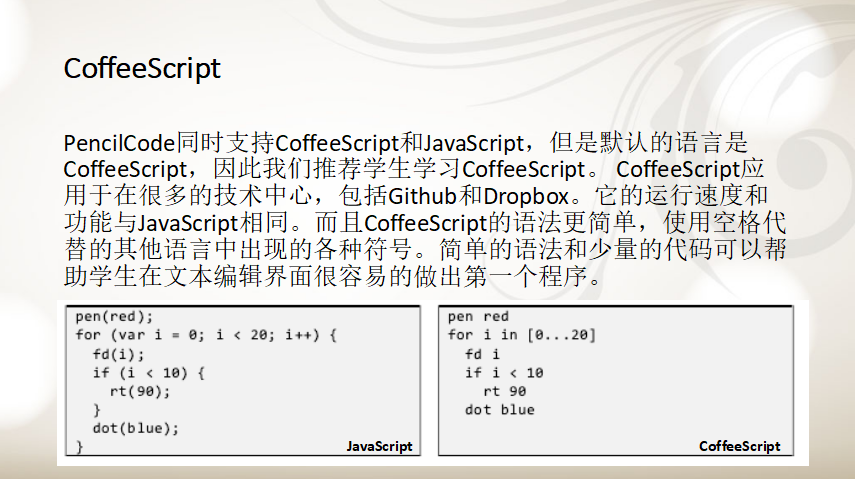 CoffeeScript
PencilCode同时支持CoffeeScript和JavaScript，但是默认的语言是
CoffeeScript，因此我们推荐学生学习CoffeeScript。 CoffeeScript应
用于在很多的技术中心，包括Github和Dropbox。它的运行速度和
功能与JavaScript相同。而且CoffeeScript的语法更简单，使用空格代
替的其他语言中出现的各种符号。简单的语法和少量的代码可以帮
助学生在文本编辑界面很容易的做出第一个程序。
pen(red);
for (var i = 0; i < 20; i++) {
  fd(i);
  if (i < 10) {
    rt(90);
  }
  dot(blue);
}
JavaScript
pen red
for i in [0...20]
  fd i
  if i < 10
    rt 90
  dot blue
CoffeeScript